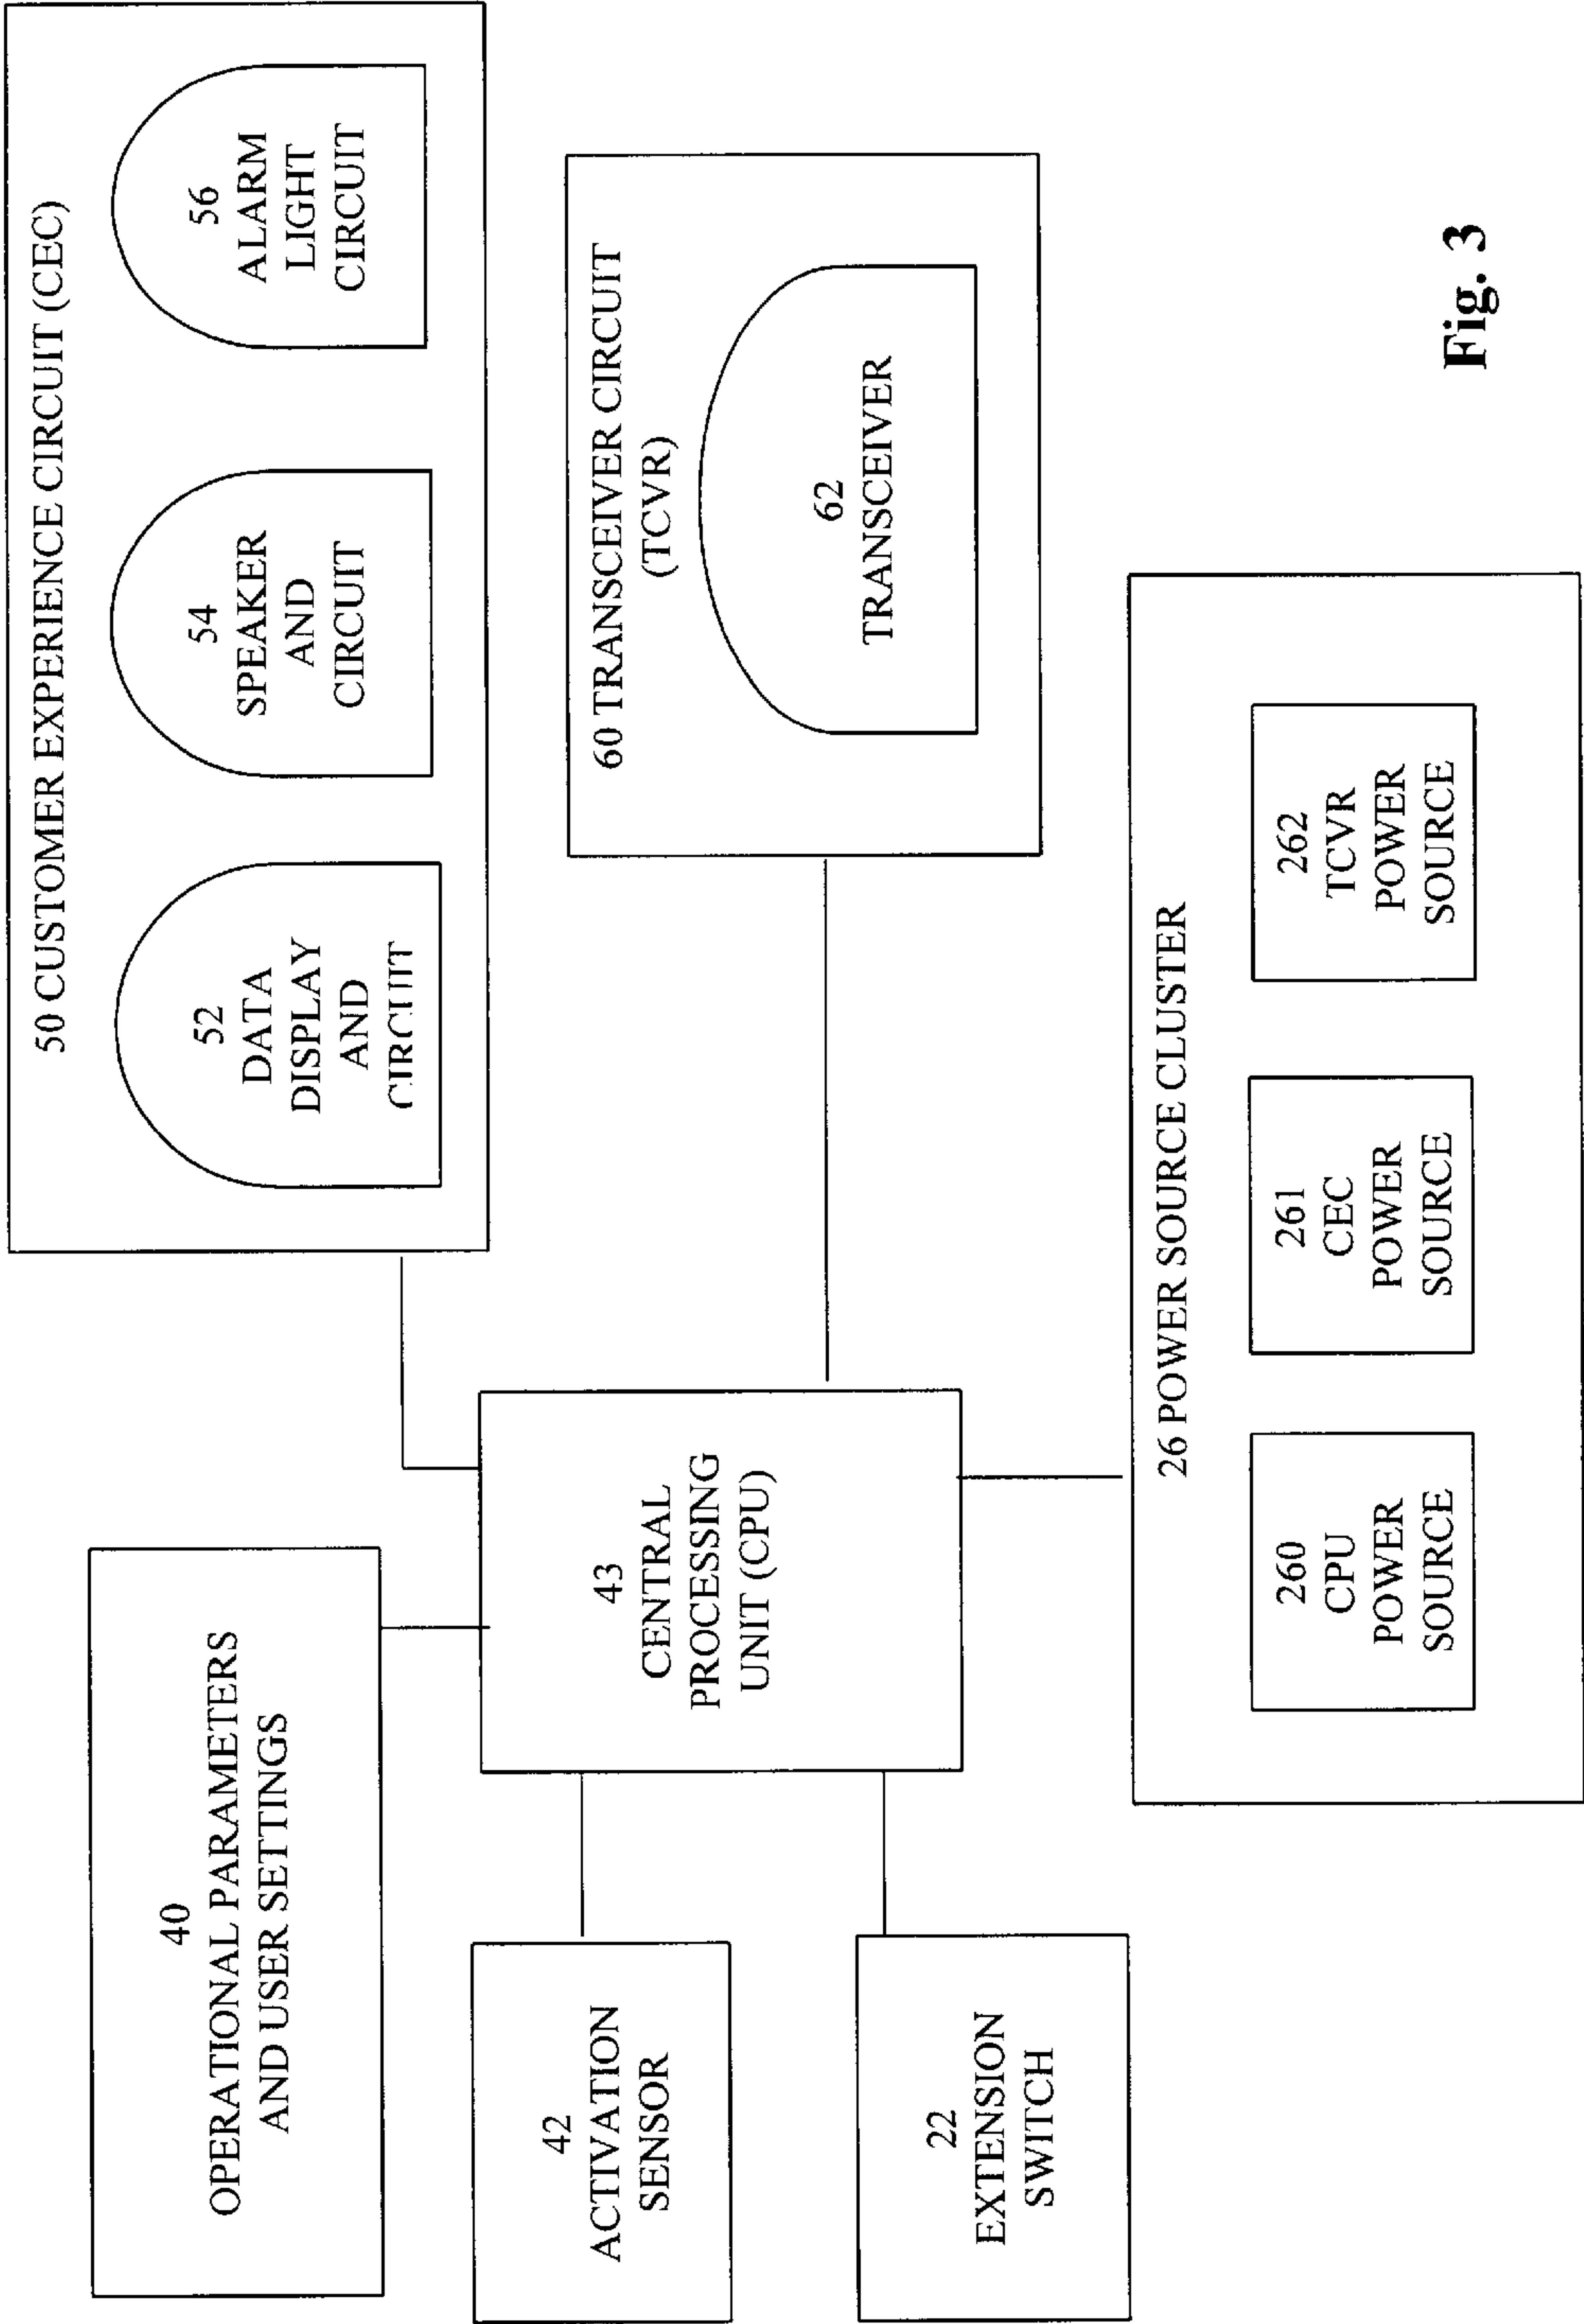 40
OPERATIONAL PARAMETERS
AND USER SETTINGS
50 CUSTOMER EXPERIENCE CIRCUIT (CEC)
52
DATA
DISPLAY
AND
CIRCUIT
54
SPEAKER
AND
CIRCUIT
56
ALARM
LIGHT
CIRCUIT
42
ACTIVATION
SENSOR
43
CENTRAL
PROCESSING
UNIT (CPU)
60 TRANSCEIVER CIRCUIT
(TCVR)
62
TRANSCEIVER
22
EXTENSION
SWITCH
26 POWER SOURCE CLUSTER
260
CPU
POWER
SOURCE
261
CEC
POWER
SOURCE
262
TCVR
POWER
SOURCE
Fig. 3